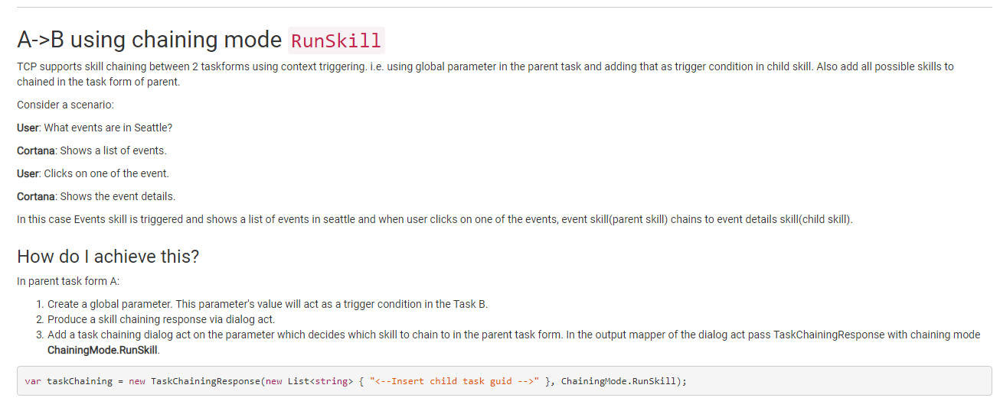 A->B using chaining mode RunSkill
TCP supports skill chaining between 2 taskforms using context triggering. i.e. using global parameter in the parent task and adding that as trigger condition in child skill. Also add all possible skills to
chained in the task form of parent.
Consider a scenario:
User: What events are in Seattle?
Cortana: Shows a list of events.
User: Clicks on one of the event.
Cortana: Shows the event details.
In this case Events skill is triggered and shows a list of events in seattle and when user clicks on one of the events, event skill(parent skill) chains to event details skill(child skill).
How do I achieve this?
In parent task form A:
1. Create a global parameter. This parameter's value will act as a trigger condition in the Task B.
2. Produce a skill chaining response via dialog act.
3. Add a task chaining dialog act on the parameter which decides which skill to chain to in the parent task form. In the output mapper of the dialog act pass TaskChainingResponse with chaining mode
ChainingMode.RunSkill.
var taskChaining = new TaskChainingResponse(new List<string> { "<--Insert child task guid -->" }, ChainingMode.RunSkill);